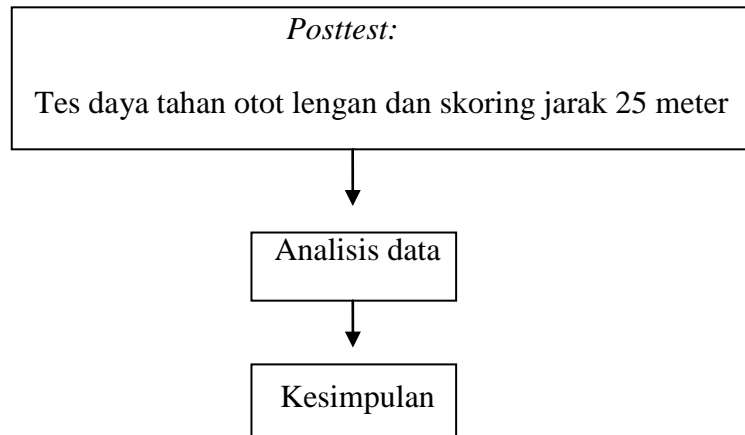 Posttest:
Tes daya tahan otot lengan dan skoring jarak 25 meter
Analisis data
Kesimpulan